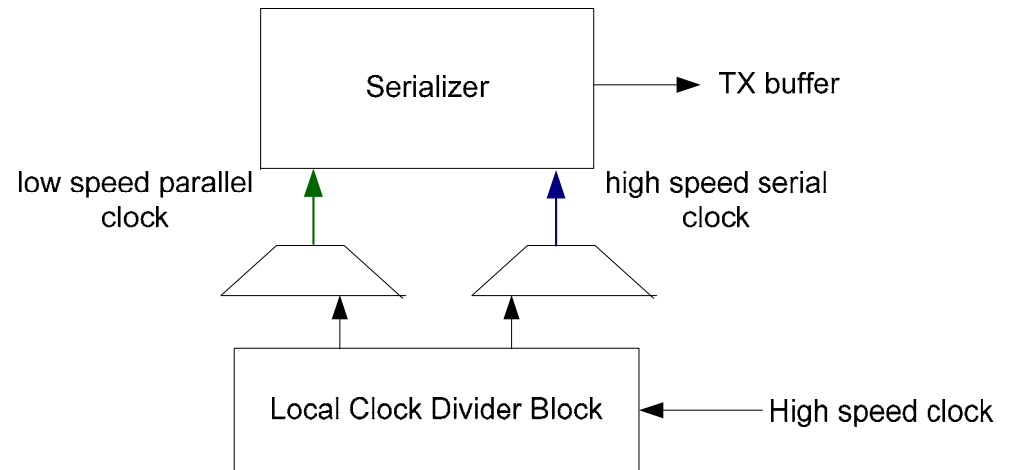 Serializer
TX buffer
low speed parallel
clock
high speed serial
clock
Local Clock Divider Block
High speed clock